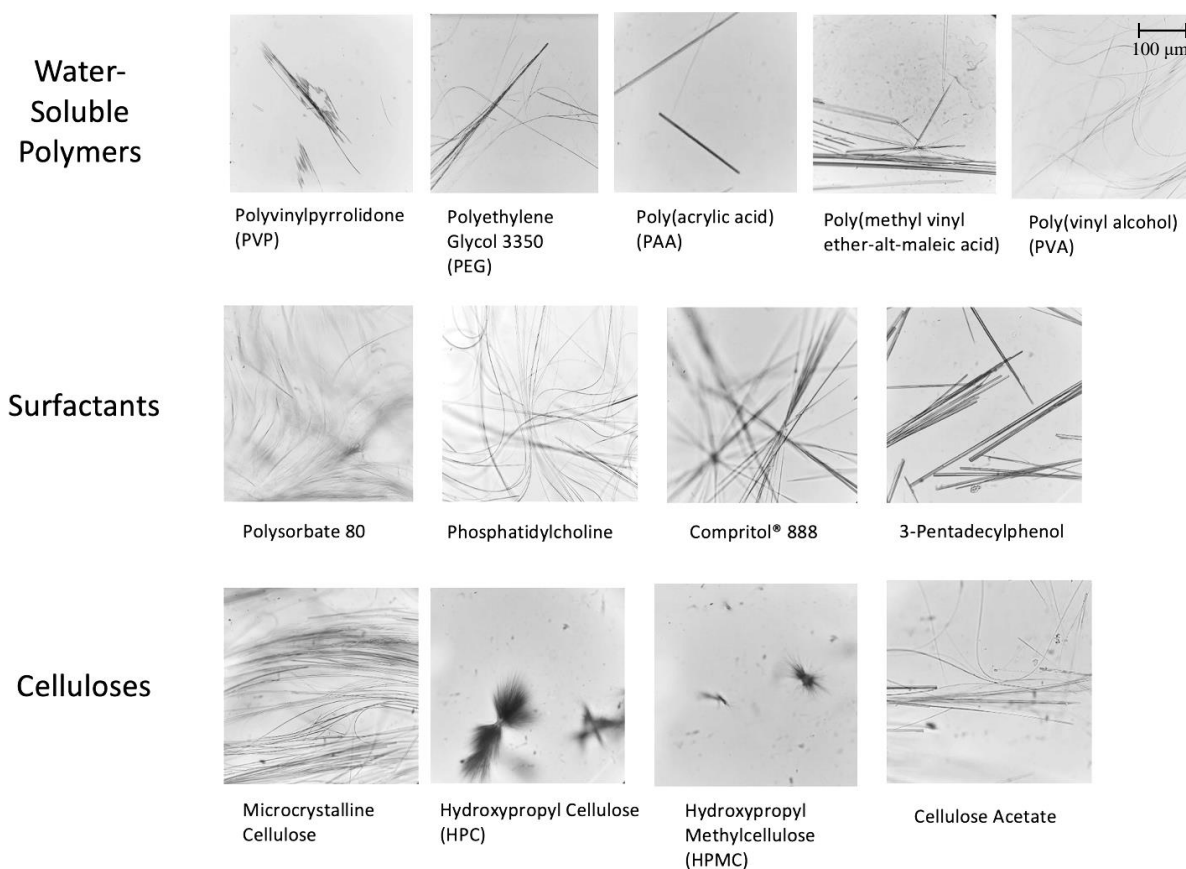 Water-
Soluble
Polymers
100 μm
Polyvinylpyrrolidone
(PVP)
Polyethylene
Glycol 3350
(PEG)
Poly(acrylic acid)
(PAA)
Poly(methyl vinyl
ether-alt-maleic acid)
Poly(vinyl alcohol)
(PVA)
Surfactants
Polysorbate 80
Phosphatidylcholine
Compritol® 888
3-Pentadecylphenol
Celluloses
Microcrystalline
Cellulose
Hydroxypropyl Cellulose
(HPC)
Hydroxypropyl
Methylcellulose
(HPMC)
Cellulose Acetate